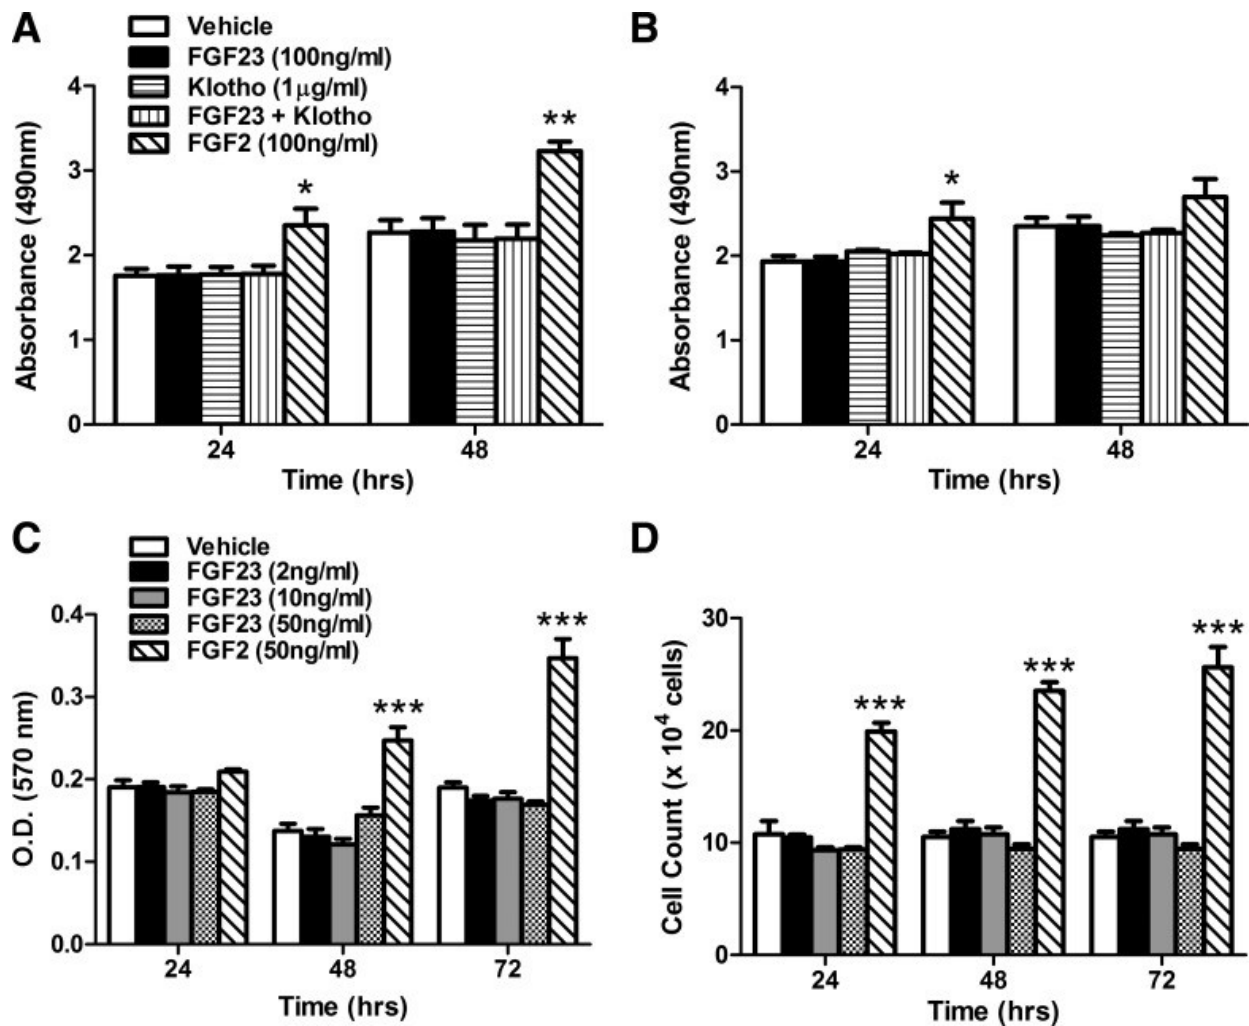 A
Vehicle
FGF23 (100ng/ml)
Klotho (1μg/ml)
FGF23 + Klotho
FGF2 (100ng/ml)
Absorbance (490nm)
4
3
2
1
0
*
**
24
48
Time (hrs)
B
Absorbance (490nm)
4
3
2
1
0
*
24
48
Time (hrs)
C
Vehicle
FGF23 (2ng/ml)
FGF23 (10ng/ml)
FGF23 (50ng/ml)
FGF2 (50ng/ml)
O.D. (570 nm)
0.4
0.3
0.2
0.1
0.0
***
***
24
48
72
Time (hrs)
D
Cell Count (x 10⁴ cells)
30
20
10
0
***
***
***
24
48
72
Time (hrs)